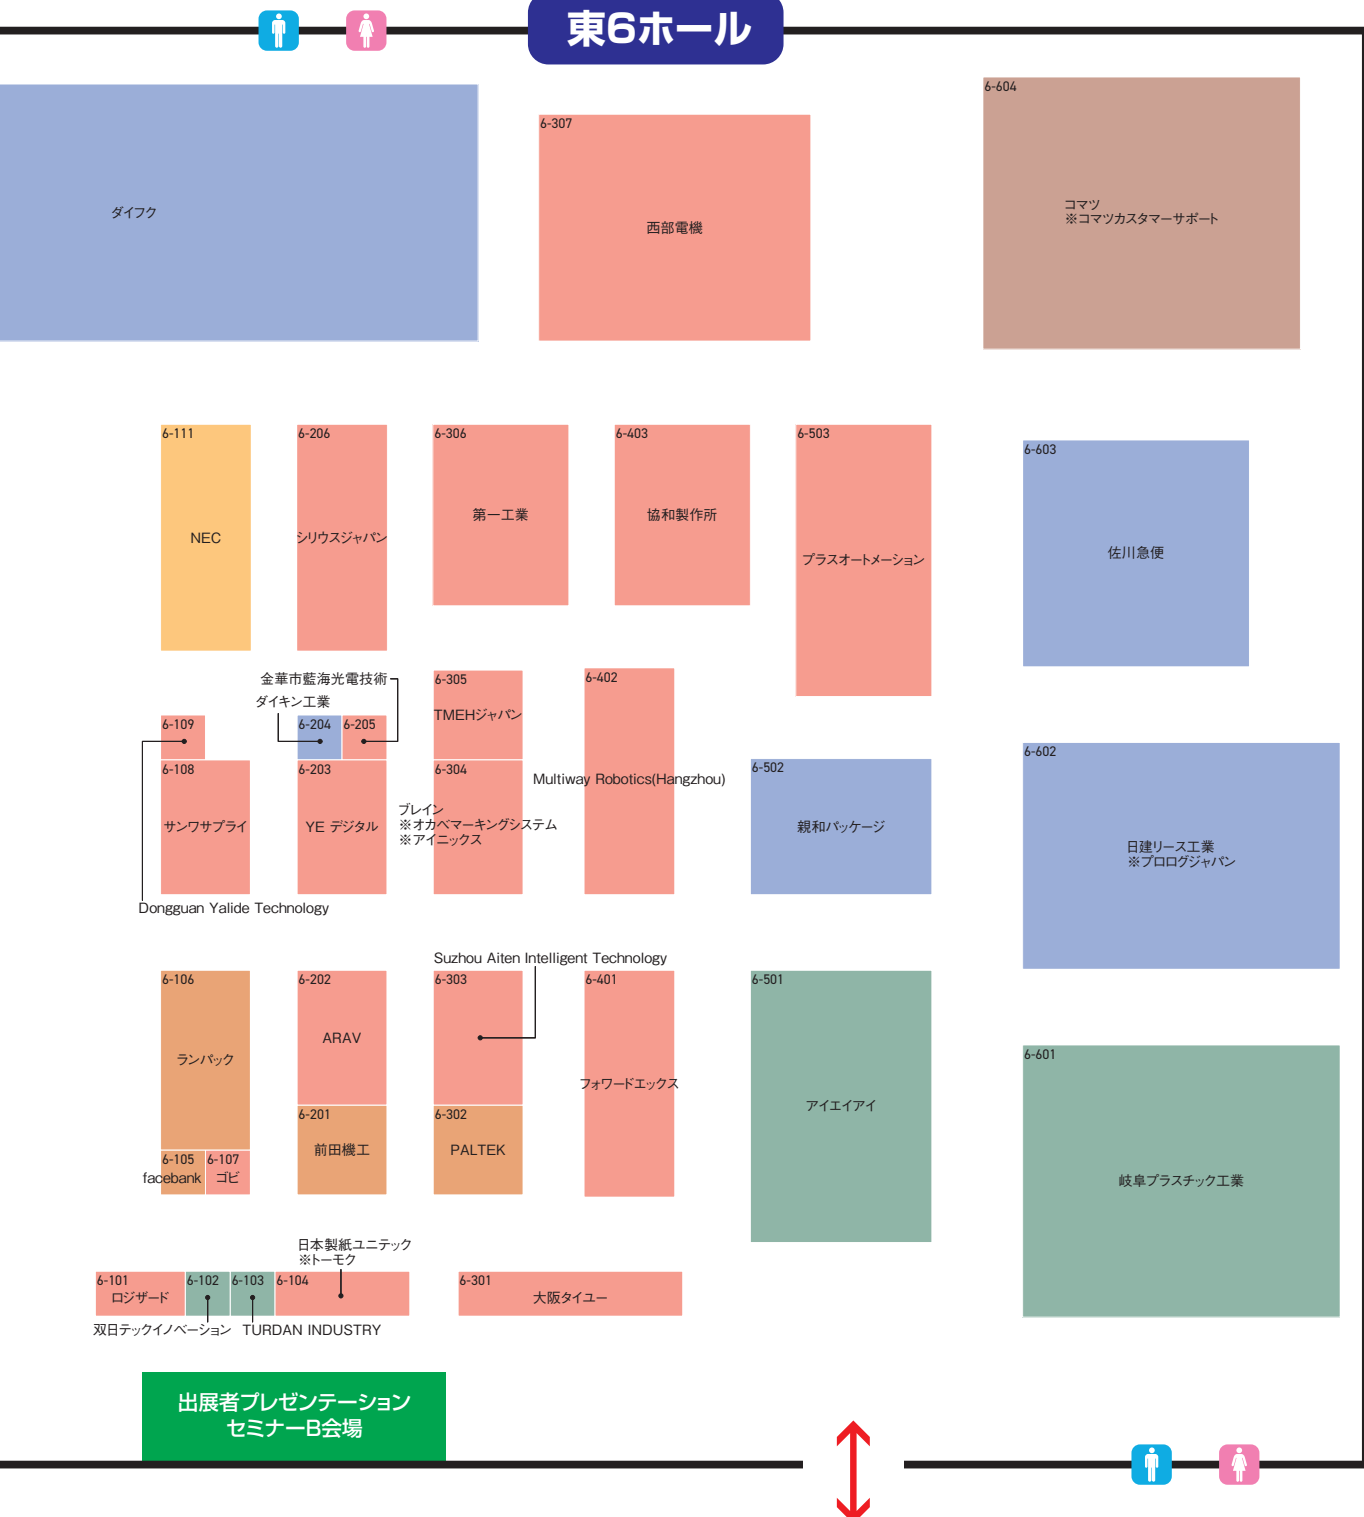 東6ホール
ダイフク
6-307
西部電機
6-604
コマツ
※コマツカスタマーサポート
6-111
NEC
6-206
シリウスジャパン
6-306
第一工業
6-403
協和製作所
6-503
プラスオートメーション
6-603
佐川急便
金華市藍海光電技術
ダイキン工業
6-109
6-204
6-205
6-305
TMEHジャパン
6-402
Multiway Robotics(Hangzhou)
6-108
サンワサプライ
6-203
YE デジタル
6-304
ブレイン
※オカベマーキングシステム
※アイニックス
6-502
親和パッケージ
6-602
日建リース工業
※プロログジャパン
Dongguan Yalide Technology
Suzhou Aiten Intelligent Technology
6-106
ランパック
6-202
ARAV
6-303
6-401
フォワードエックス
6-501
アイエイアイ
6-601
岐阜プラスチック工業
6-201
前田機工
6-302
PALTEK
6-105
facebank
6-107
ゴビ
日本製紙ユニテック
※トーモク
6-101
ロジザード
6-102
6-103
6-104
6-301
大阪タイユー
双日テックイノベーション
TURDAN INDUSTRY
出展者プレゼンテーション
セミナーB会場